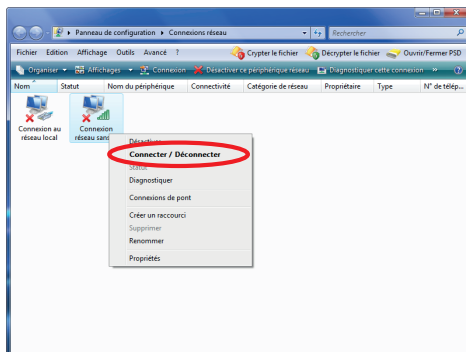 Panneau de configuration ▸ Connexions réseau
Rechercher
Fichier Edition Affichage Outils Avancé ?
Crypter le fichier Décrypter le fichier Ouvrir/Fermer PSD
Organiser Affichages Connexion Désactiver ce périphérique réseau Diagnostiquer cette connexion »
Nom Statut Nom du périphérique Connectivité Catégorie de réseau Propriétaire Type N° de télép...
Connexion au réseau local
Connexion réseau sans
Désactiver
Connecter / Déconnecter
Statut
Diagnostiquer
Connexions de pont
Créer un raccourci
Supprimer
Renommer
Propriétés